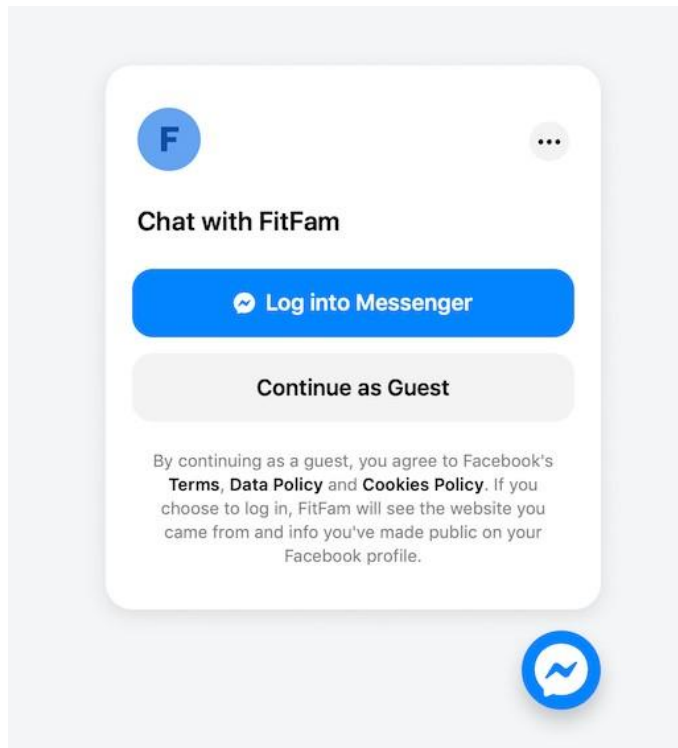 F
Chat with FitFam
Log into Messenger
Continue as Guest
By continuing as a guest, you agree to Facebook's
Terms, Data Policy and Cookies Policy. If you
choose to log in, FitFam will see the website you
came from and info you've made public on your
Facebook profile.